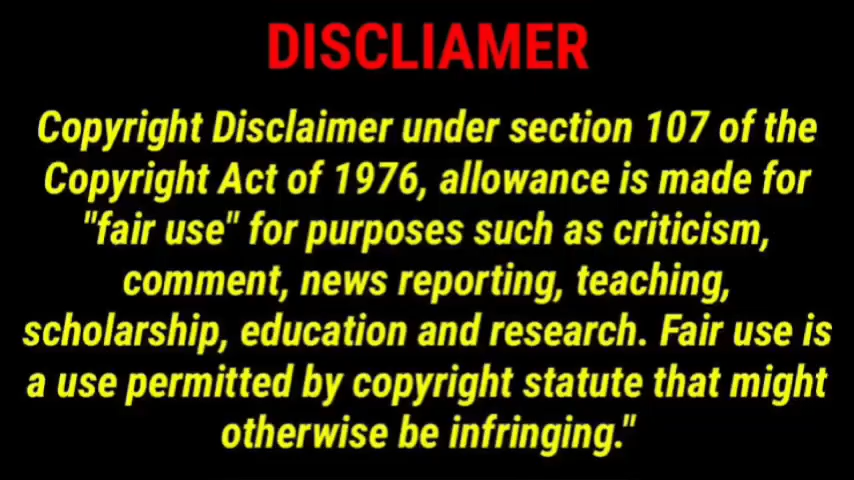 DISCLIAMER
Copyright Disclaimer under section 107 of the
Copyright Act of 1976, allowance is made for
"fair use" for purposes such as criticism,
comment, news reporting, teaching,
scholarship, education and research. Fair use is
a use permitted by copyright statute that might
otherwise be infringing."